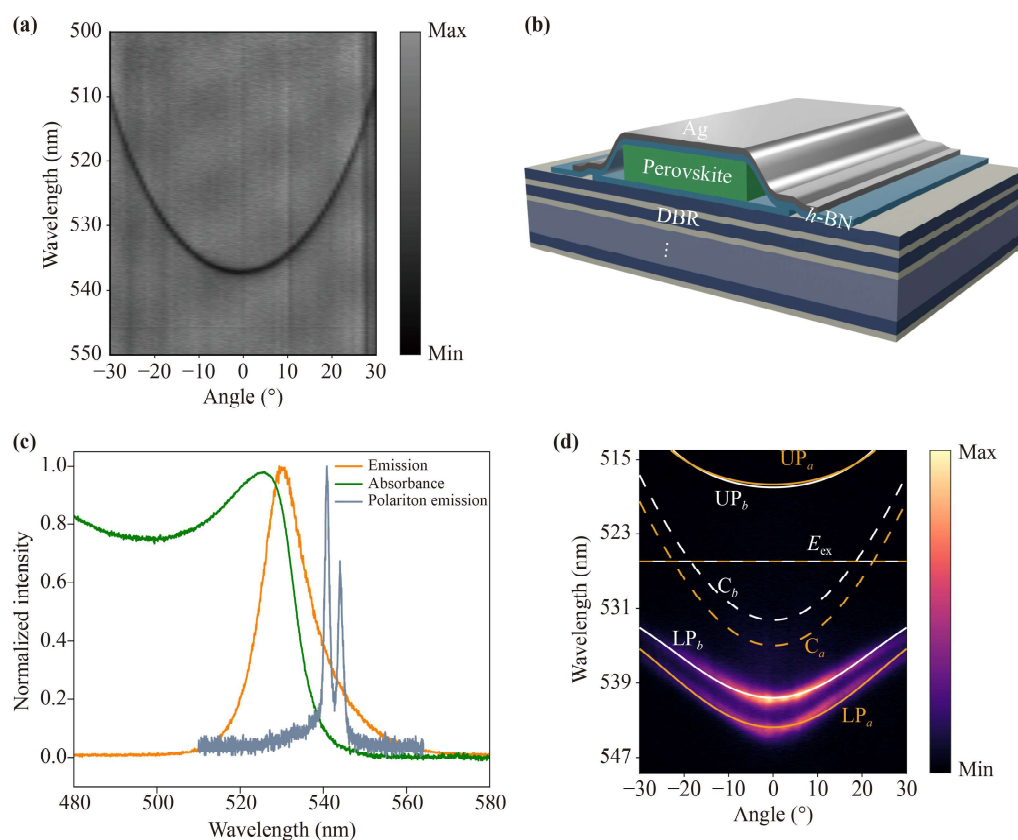 (a)
500
510
520
530
540
550
Wavelength (nm)
−30 −20 −10 0 10 20 30
Angle (°)
Max
Min
(b)
Ag
Perovskite
DBR
h-BN
⋮
(c)
1.0
0.8
0.6
0.4
0.2
0.0
Normalized intensity
Emission
Absorbance
Polariton emission
480 500 520 540 560 580
Wavelength (nm)
(d)
515
523
531
539
547
Wavelength (nm)
UPa
UPb
Eex
Cb
Ca
LPb
LPa
−30 −20 −10 0 10 20 30
Angle (°)
Max
Min